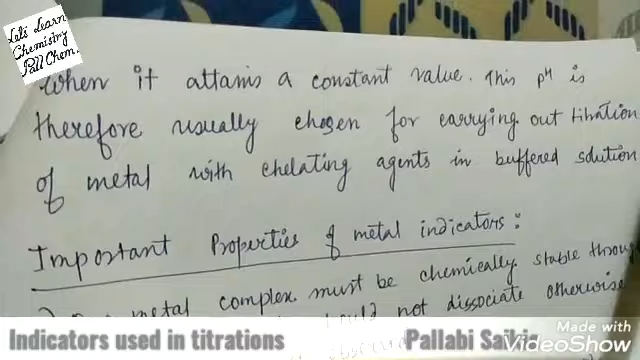 Let's Learn
Chemistry
Pall Chem.
when it attains a constant value. This pH is
therefore usually chosen for carrying out titration
of metal with chelating agents in buffered solution
Important Properties of metal indicators:
metal complex must be chemically stable through
not dissociate otherwise
Indicators used in titrations
Pallabi
Made with
VideoShow